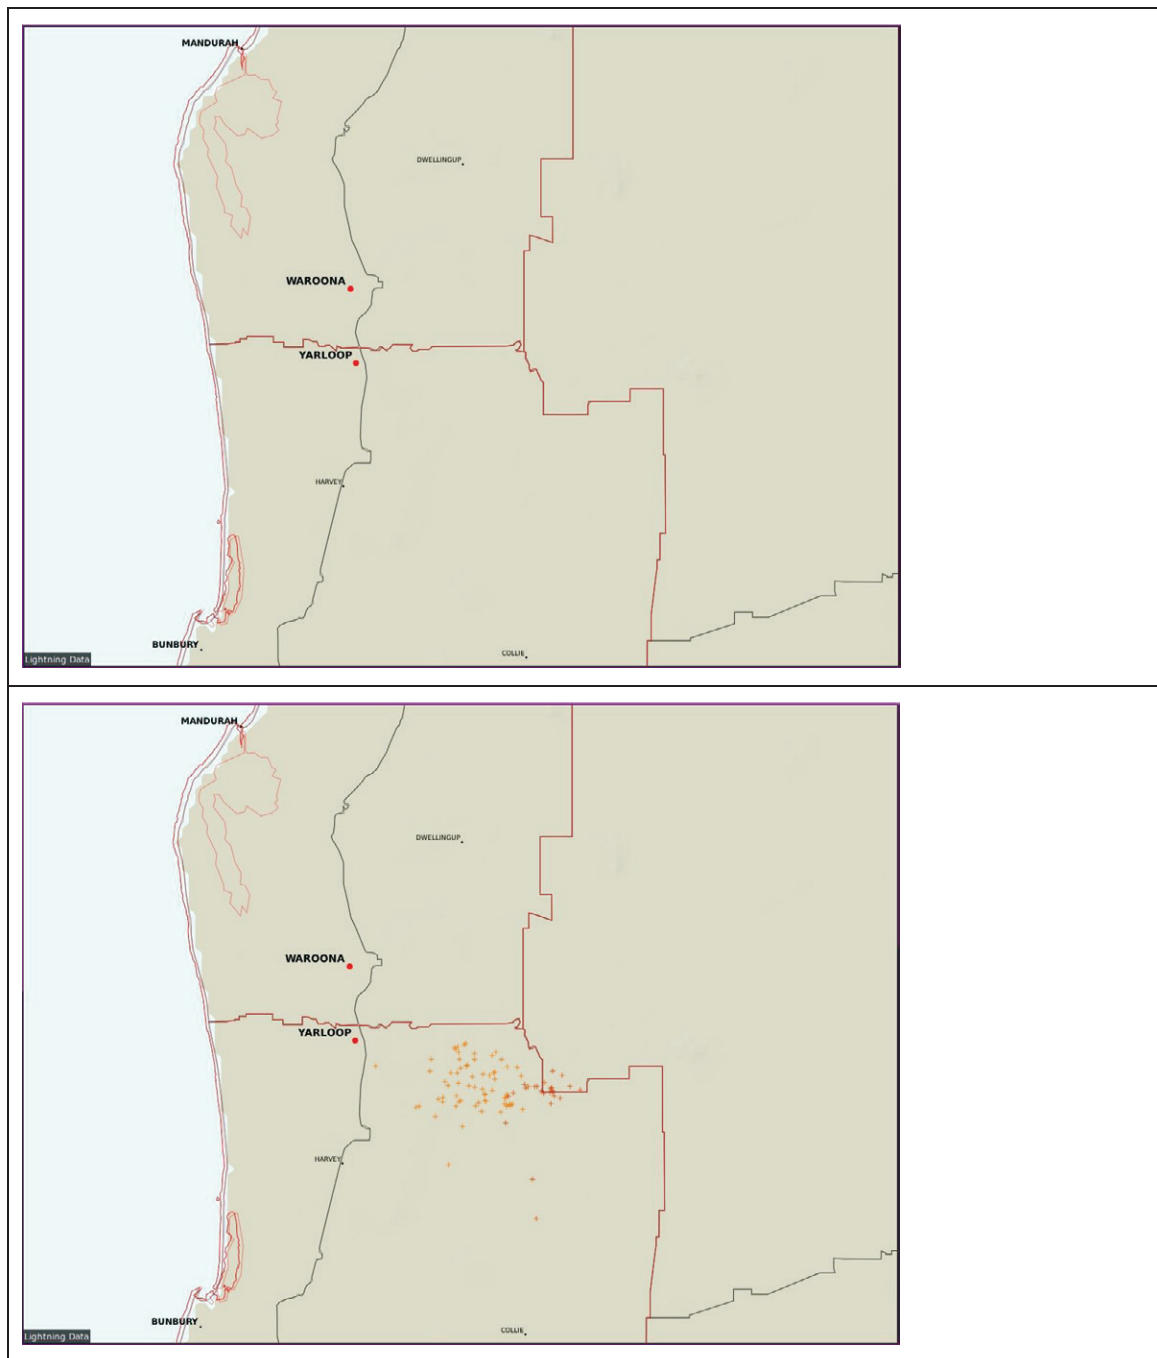 MANDURAH
DWELLINGUP
WAROONA
YARLOOP
HARVEY
BUNBURY
COLLIE
Lightning Data
MANDURAH
DWELLINGUP
WAROONA
YARLOOP
HARVEY
BUNBURY
COLLIE
Lightning Data